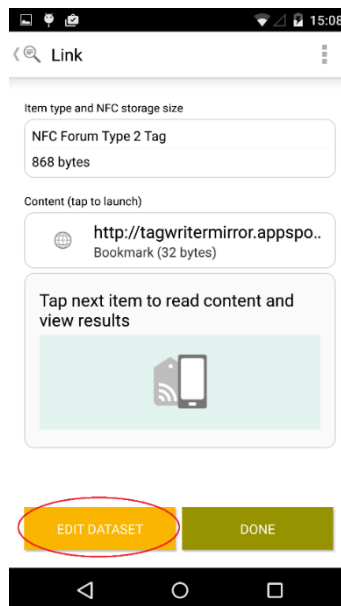 15:08
Link
Item type and NFC storage size
NFC Forum Type 2 Tag
868 bytes
Content (tap to launch)
http://tagwritermirror.appspo..
Bookmark (32 bytes)
Tap next item to read content and
view results
EDIT DATASET
DONE